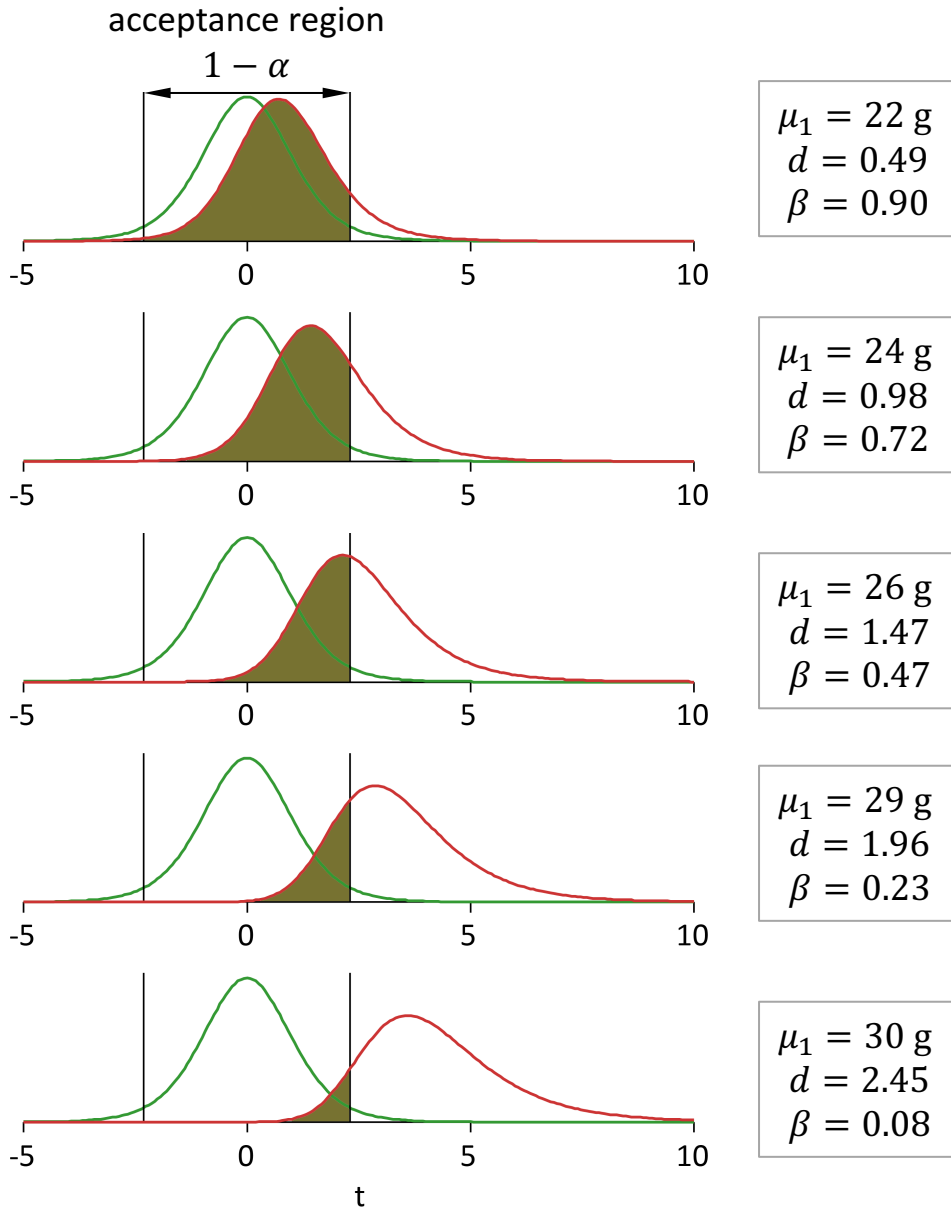 acceptance region
1 − α
μ₁ = 22 g
d = 0.49
β = 0.90
-5 0 5 10
μ₁ = 24 g
d = 0.98
β = 0.72
-5 0 5 10
μ₁ = 26 g
d = 1.47
β = 0.47
-5 0 5 10
μ₁ = 29 g
d = 1.96
β = 0.23
-5 0 5 10
μ₁ = 30 g
d = 2.45
β = 0.08
-5 0 5 10
t